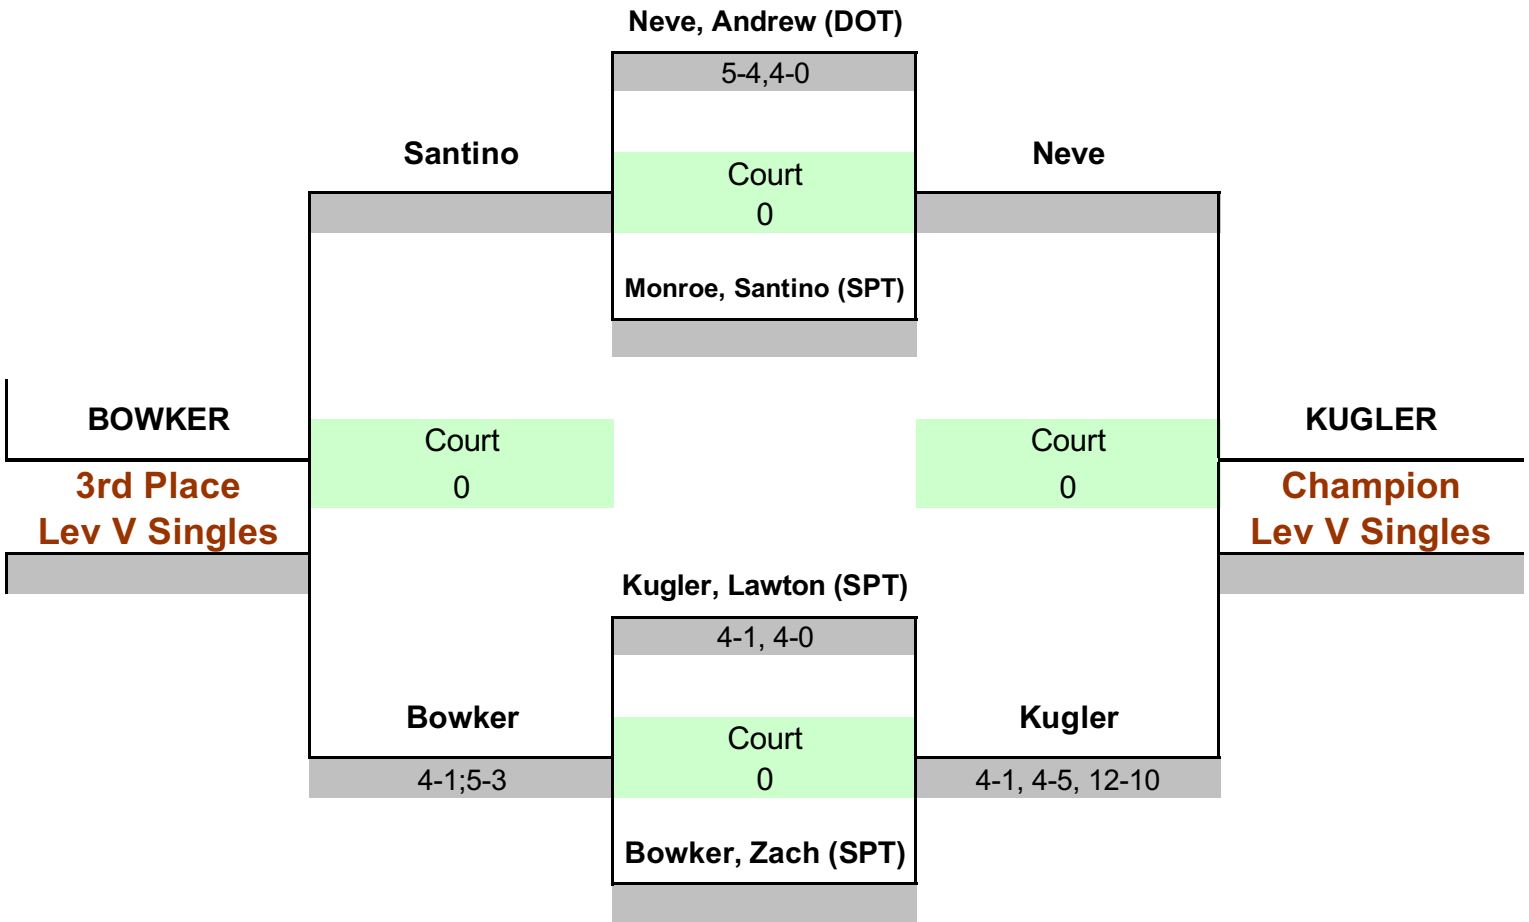 Neve, Andrew (DOT)
5-4,4-0
Santino
Neve
Court
0
Monroe, Santino (SPT)
BOWKER
KUGLER
Court
0
Court
0
3rd Place
Lev V Singles
Champion
Lev V Singles
Kugler, Lawton (SPT)
4-1, 4-0
Bowker
Kugler
Court
0
4-1;5-3
4-1, 4-5, 12-10
Bowker, Zach (SPT)